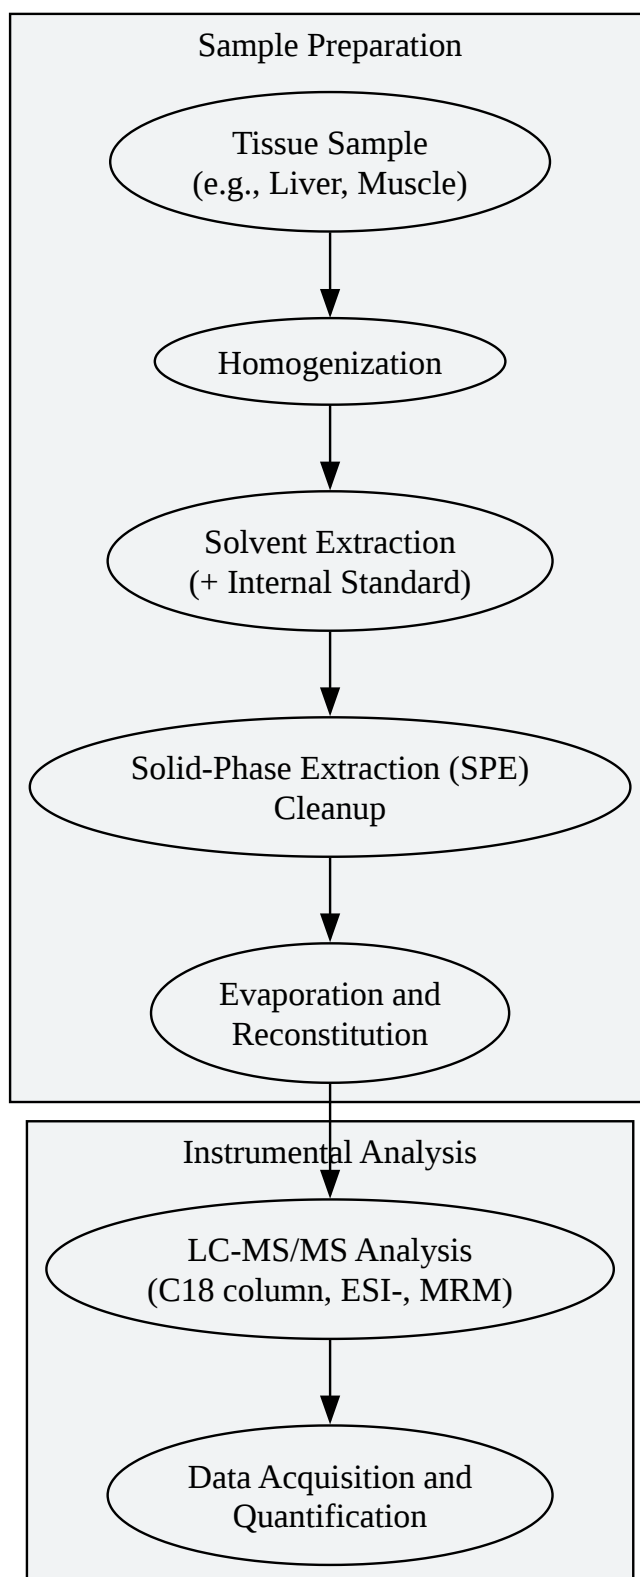 Sample Preparation
Tissue Sample
(e.g., Liver, Muscle)
Homogenization
Solvent Extraction
(+ Internal Standard)
Solid-Phase Extraction (SPE)
Cleanup
Evaporation and
Reconstitution
Instrumental Analysis
LC-MS/MS Analysis
(C18 column, ESI-, MRM)
Data Acquisition and
Quantification